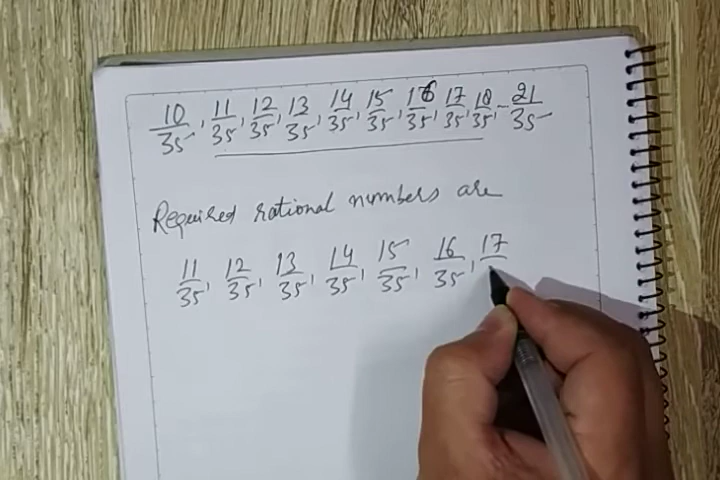 10/35, 11/35, 12/35, 13/35, 14/35, 15/35, 16/35, 17/35, 18/35 - 21/35
Required rational numbers are
11/35, 12/35, 13/35, 14/35, 15/35, 16/35, 17/